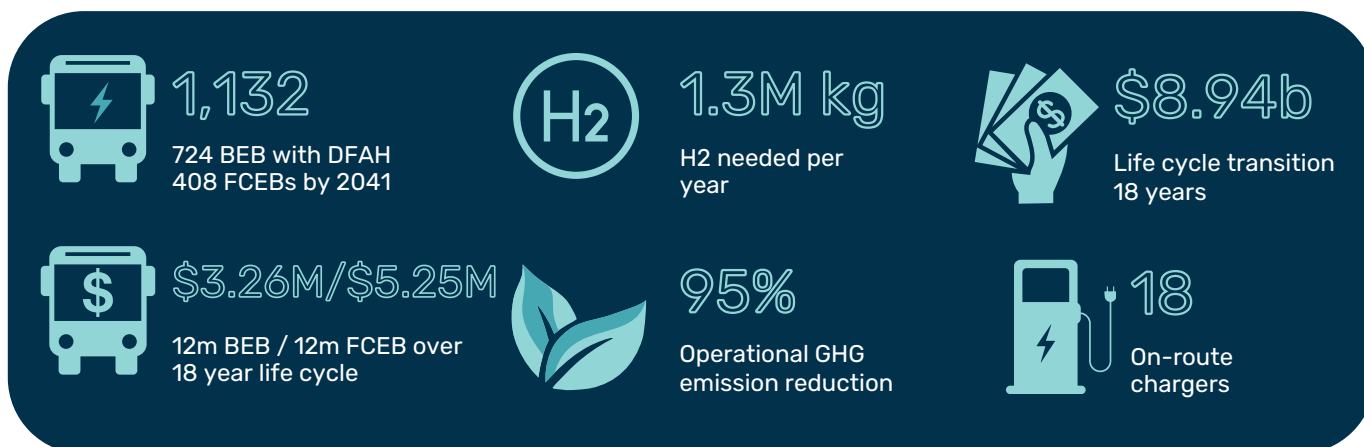 1,132
724 BEB with DFAH
408 FCEBs by 2041
H2
1.3M kg
H2 needed per
year
$
$8.94b
Life cycle transition
18 years
$
$3.26M/$5.25M
12m BEB / 12m FCEB over
18 year life cycle
95%
Operational GHG
emission reduction
18
On-route
chargers